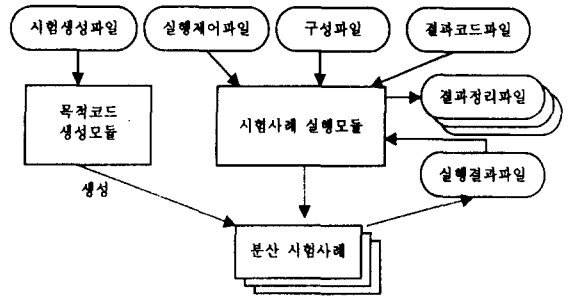 시험생성파일
실행제어파일
구성파일
결과코드파일
목적코드
생성모듈
시험사례 실행모듈
결과정리파일
실행결과파일
생성
분산 시험사례